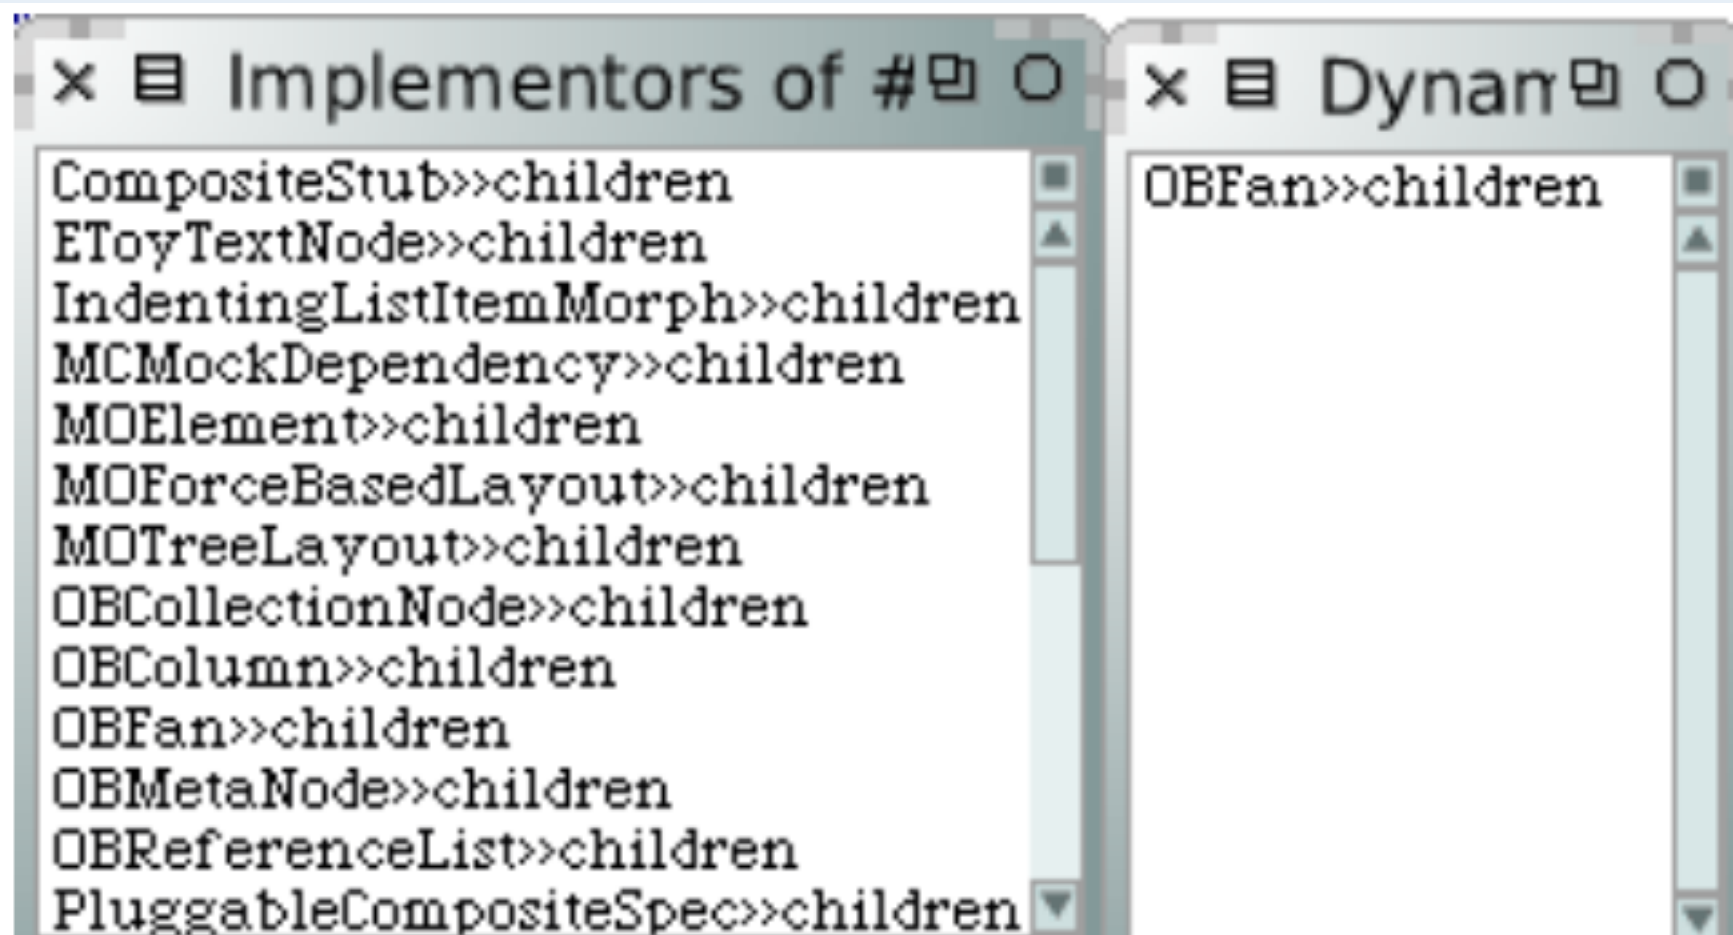 Implementors of #
CompositeStub>>children
EToyTextNode>>children
IndentingListItemMorph>>children
MCMockDependency>>children
MOElement>>children
MOForceBasedLayout>>children
MOTreeLayout>>children
OBCollectionNode>>children
OBColumn>>children
OBFan>>children
OBMetaNode>>children
OBReferenceList>>children
PluggableCompositeSpec>>children
Dynam
OBFan>>children